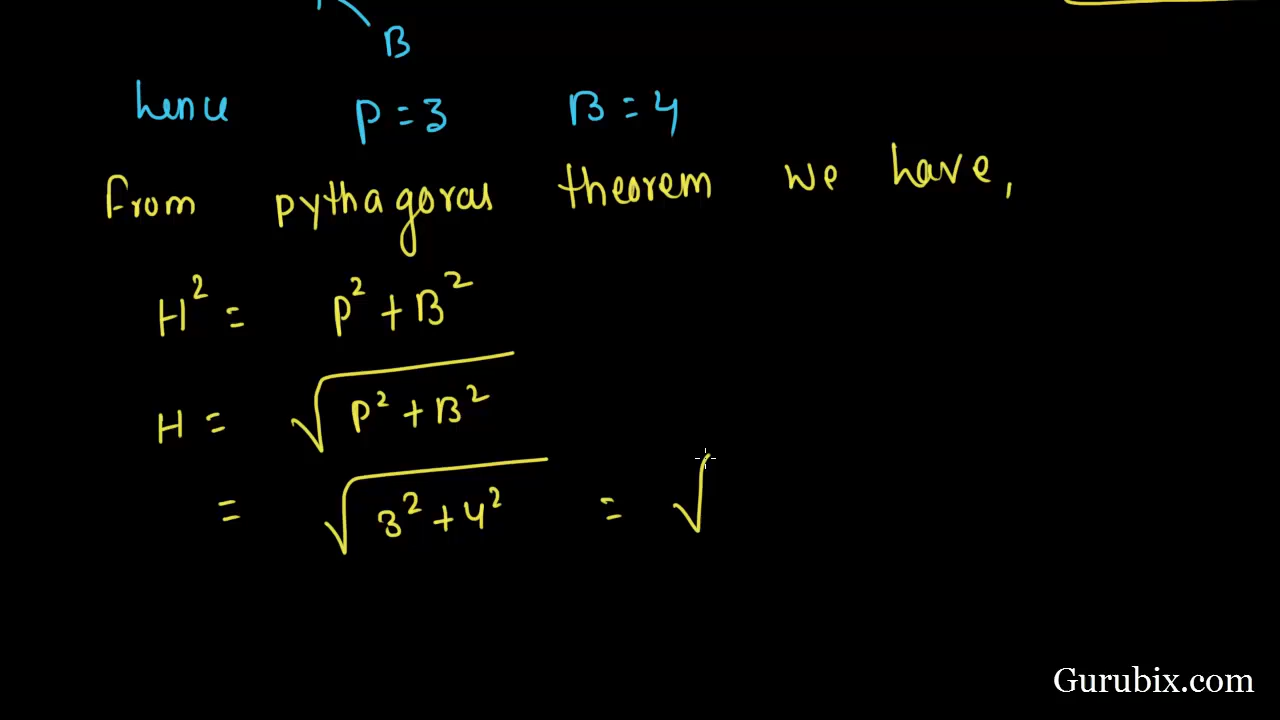 B
hence P = 3 B = 4
From pythagoras theorem we have,
H² = P² + B²
H = √P² + B²
= √3² + 4² = √
Gurubix.com